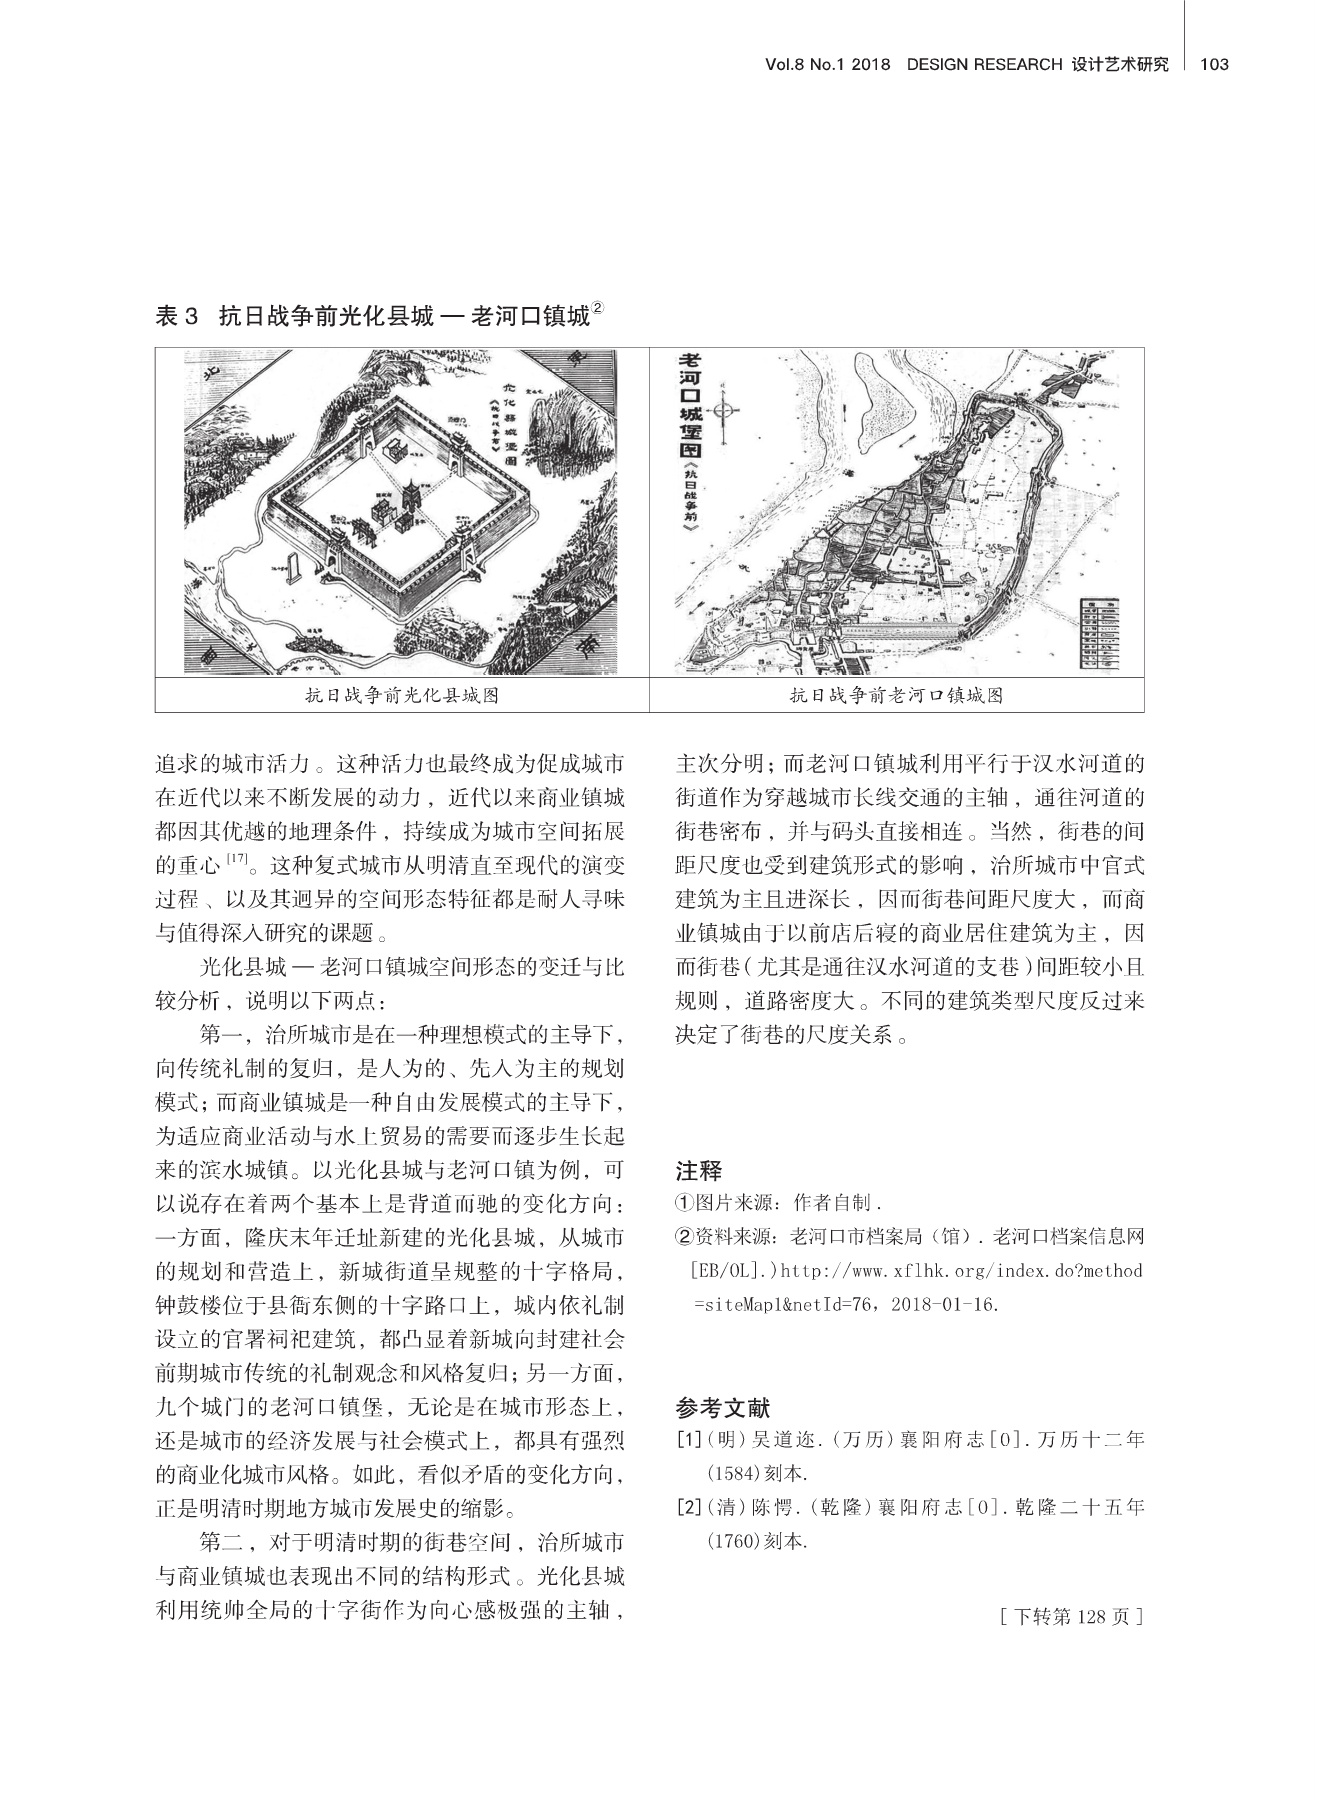 Vol.8 No.1 2018 DESIGN RESEARCH 设计艺术研究 103
表 3 抗日战争前光化县城 — 老河口镇城②
北
东
光化县城堡图
《抗日战争前》
南
老河口城堡图
《抗日战争前》
抗日战争前光化县城图
抗日战争前老河口镇城图
追求的城市活力。这种活力也最终成为促成城市
在近代以来不断发展的动力，近代以来商业镇城
都因其优越的地理条件，持续成为城市空间拓展
的重心[17]。这种复式城市从明清直至现代的演变
过程、以及其迥异的空间形态特征都是耐人寻味
与值得深入研究的课题。
光化县城 — 老河口镇城空间形态的变迁与比
较分析，说明以下两点：
第一，治所城市是在一种理想模式的主导下，
向传统礼制的复归，是人为的、先入为主的规划
模式；而商业镇城是一种自由发展模式的主导下，
为适应商业活动与水上贸易的需要而逐步生长起
来的滨水城镇。以光化县城与老河口镇为例，可
以说存在着两个基本上是背道而驰的变化方向：
一方面，隆庆末年迁址新建的光化县城，从城市
的规划和营造上，新城街道呈规整的十字格局，
钟鼓楼位于县衙东侧的十字路口上，城内依礼制
设立的官署祠祀建筑，都凸显着新城向封建社会
前期城市传统的礼制观念和风格复归；另一方面，
九个城门的老河口镇堡，无论是在城市形态上，
还是城市的经济发展与社会模式上，都具有强烈
的商业化城市风格。如此，看似矛盾的变化方向，
正是明清时期地方城市发展史的缩影。
第二，对于明清时期的街巷空间，治所城市
与商业镇城也表现出不同的结构形式。光化县城
利用统帅全局的十字街作为向心感极强的主轴，
主次分明；而老河口镇城利用平行于汉水河道的
街道作为穿越城市长线交通的主轴，通往河道的
街巷密布，并与码头直接相连。当然，街巷的间
距尺度也受到建筑形式的影响，治所城市中官式
建筑为主且进深长，因而街巷间距尺度大，而商
业镇城由于以前店后寝的商业居住建筑为主，因
而街巷（尤其是通往汉水河道的支巷）间距较小且
规则，道路密度大。不同的建筑类型尺度反过来
决定了街巷的尺度关系。
注释
①图片来源：作者自制．
②资料来源：老河口市档案局（馆）．老河口档案信息网
[EB/OL].)http://www.xflhk.org/index.do?method
=siteMap1&netId=76，2018-01-16.
参考文献
[1](明)吴道迩.(万历)襄阳府志[O].万历十二年
(1584)刻本.
[2](清)陈愕.(乾隆)襄阳府志[O].乾隆二十五年
(1760)刻本.
[ 下转第 128 页 ]